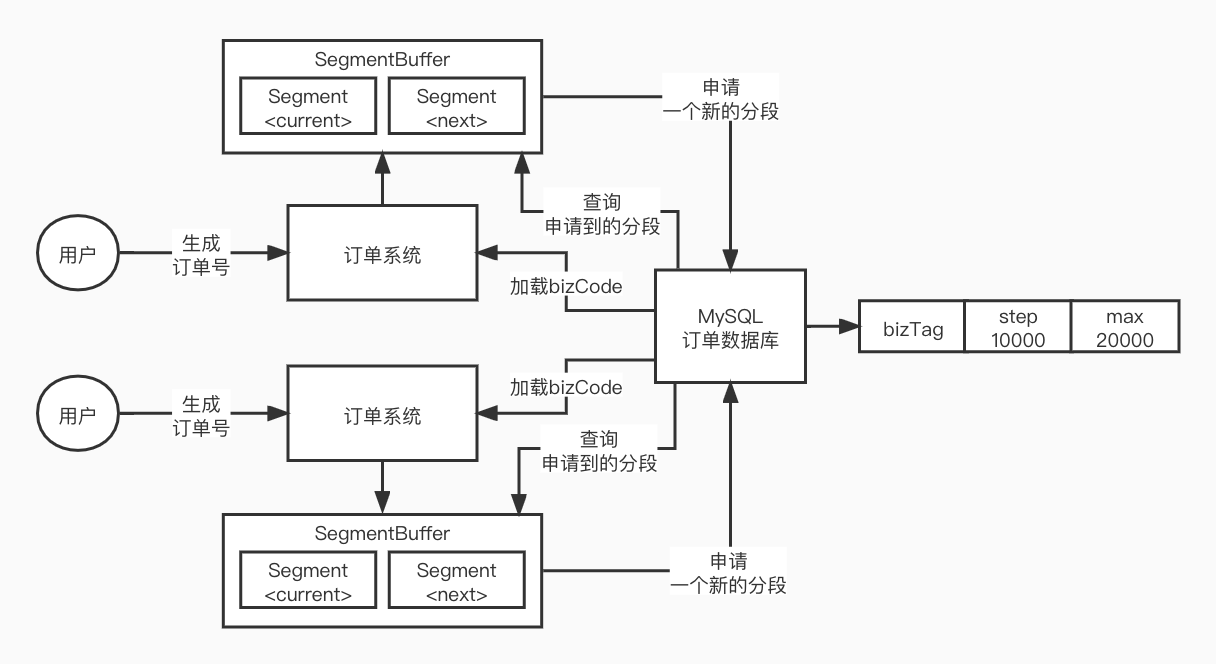 SegmentBuffer
Segment
<current>
Segment
<next>
申请
一个新的分段
查询
申请到的分段
用户
生成
订单号
订单系统
加载bizCode
MySQL
订单数据库
bizTag
step
10000
max
20000
加载bizCode
用户
生成
订单号
订单系统
查询
申请到的分段
SegmentBuffer
Segment
<current>
Segment
<next>
申请
一个新的分段